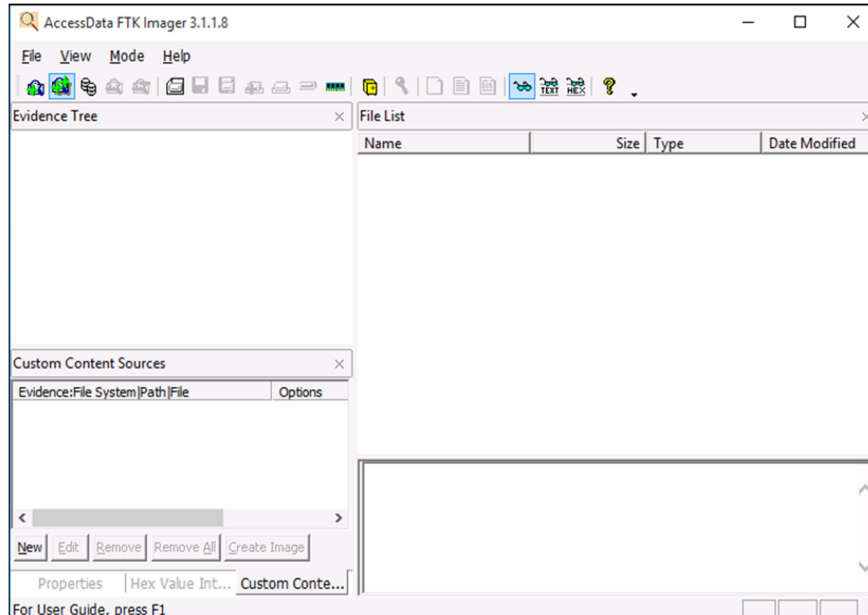 AccessData FTK Imager 3.1.1.8
File View Mode Help
TEXT HEX
Evidence Tree
File List
Name Size Type Date Modified
Custom Content Sources
Evidence:File System|Path|File Options
New Edit Remove Remove All Create Image
Properties Hex Value Int... Custom Conte...
For User Guide, press F1